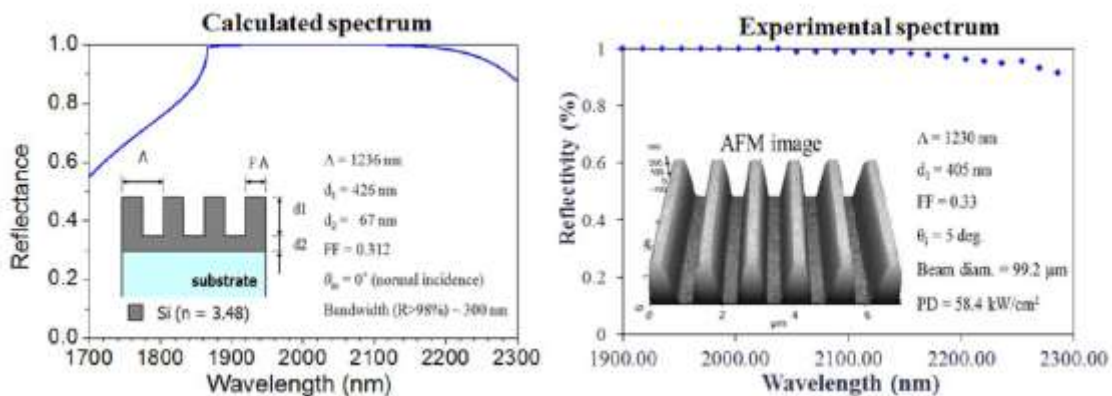 Calculated spectrum
1.0
0.8
0.6
0.4
0.2
0.0
Reflectance
Λ
F Λ
d1
d2
substrate
Si (n = 3.48)
Λ = 1236 nm
d₁ = 426 nm
d₂ = 67 nm
FF = 0.312
= 0° (normal incidence)
Bandwidth (R>98%) ~ 300 nm
1700 1800 1900 2000 2100 2200 2300
Wavelength (nm)
Experimental spectrum
1
0.8
0.6
0.4
0.2
0
Reflectivity (%)
AFM image
0 2 4 6
μm
Λ = 1230 nm
d₁ = 405 nm
FF = 0.33
θᵢ = 5 deg.
Beam diam. = 99.2 μm
PD = 58.4 kW/cm²
1900.00 2000.00 2100.00 2200.00 2300.00
Wavelength (nm)